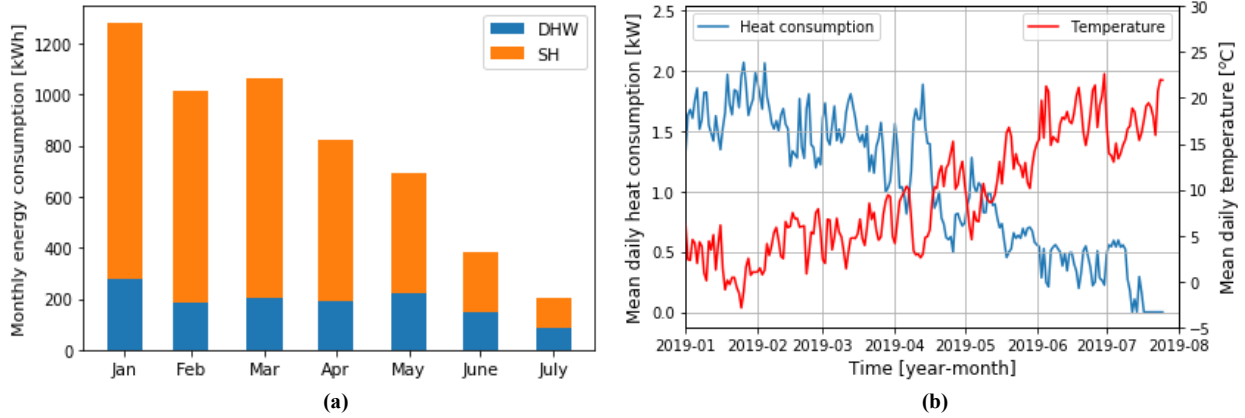 Monthly energy consumption [kWh]
1200
1000
800
600
400
200
0
DHW
SH
Jan Feb Mar Apr May June July
(a)
Mean daily heat consumption [kW]
2.5
2.0
1.5
1.0
0.5
0.0
Heat consumption
Temperature
30
25
20
15
10
5
0
−5
Mean daily temperature [°C]
2019-01 2019-02 2019-03 2019-04 2019-05 2019-06 2019-07 2019-08
Time [year-month]
(b)